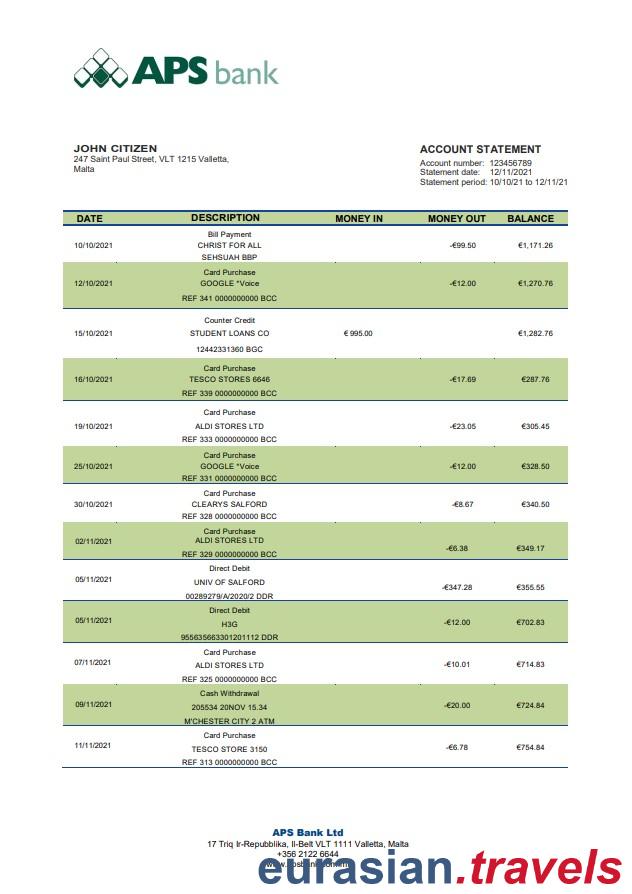 APS bank
JOHN CITIZEN
247 Saint Paul Street, VLT 1215 Valletta,
Malta
ACCOUNT STATEMENT
Account number: 123456789
Statement date: 12/11/2021
Statement period: 10/10/21 to 12/11/21
DATE DESCRIPTION MONEY IN MONEY OUT BALANCE
Bill Payment
10/10/2021 CHRIST FOR ALL -€99.50 €1,171.26
SEHSUAH BBP
Card Purchase
12/10/2021 GOOGLE *Voice -€12.00 €1,270.76
REF 341 0000000000 BCC
Counter Credit
15/10/2021 STUDENT LOANS CO € 995.00 €1,282.76
12442331360 BGC
Card Purchase
16/10/2021 TESCO STORES 6646 -€17.69 €287.76
REF 339 0000000000 BCC
Card Purchase
19/10/2021 ALDI STORES LTD -€23.05 €305.45
REF 333 0000000000 BCC
Card Purchase
25/10/2021 GOOGLE *Voice -€12.00 €328.50
REF 331 0000000000 BCC
Card Purchase
30/10/2021 CLEARYS SALFORD -€8.67 €340.50
REF 328 0000000000 BCC
Card Purchase
02/11/2021 ALDI STORES LTD -€6.38 €349.17
REF 329 0000000000 BCC
Direct Debit
05/11/2021 UNIV OF SALFORD -€347.28 €355.55
00289279/A/2020/2 DDR
Direct Debit
05/11/2021 H3G -€12.00 €702.83
955635663301201112 DDR
Card Purchase
07/11/2021 ALDI STORES LTD -€10.01 €714.83
REF 325 0000000000 BCC
Cash Withdrawal
09/11/2021 205534 20NOV 15.34 -€20.00 €724.84
M'CHESTER CITY 2 ATM
Card Purchase
11/11/2021 TESCO STORE 3150 -€6.78 €754.84
REF 313 0000000000 BCC
APS Bank Ltd
17 Triq Ir-Repubblika, Il-Belt VLT 1111 Valletta, Malta
+356 2122 6644
eurasian.travels